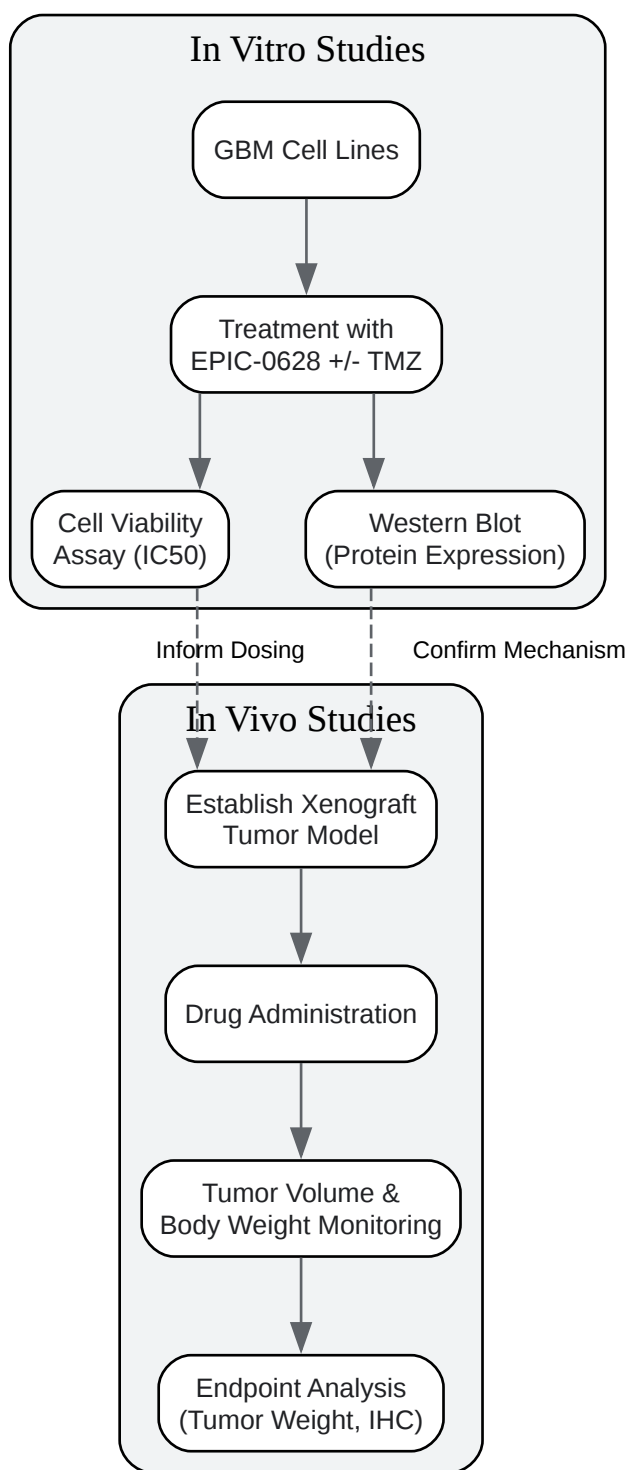 In Vitro Studies
GBM Cell Lines
Treatment with
EPIC-0628 +/- TMZ
Cell Viability
Assay (IC50)
Western Blot
(Protein Expression)
Inform Dosing
Confirm Mechanism
In Vivo Studies
Establish Xenograft
Tumor Model
Drug Administration
Tumor Volume &
Body Weight Monitoring
Endpoint Analysis
(Tumor Weight, IHC)